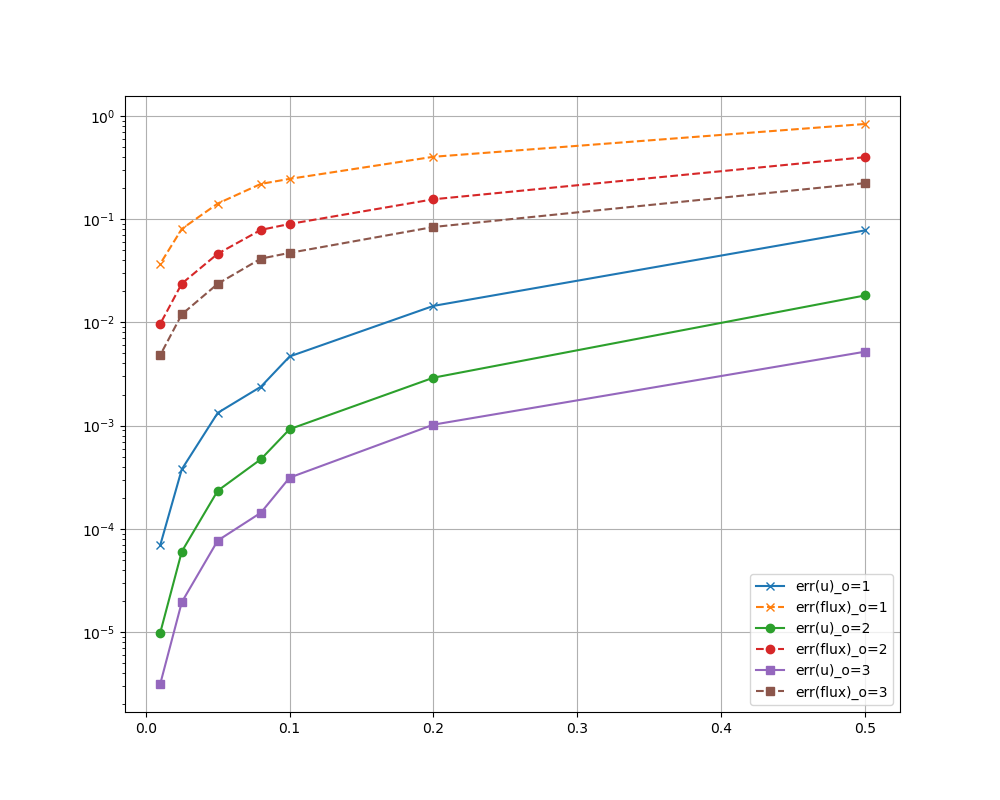 10⁰
10⁻¹
10⁻²
10⁻³
10⁻⁴
10⁻⁵
0.0 0.1 0.2 0.3 0.4 0.5
err(u)_o=1
err(flux)_o=1
err(u)_o=2
err(flux)_o=2
err(u)_o=3
err(flux)_o=3